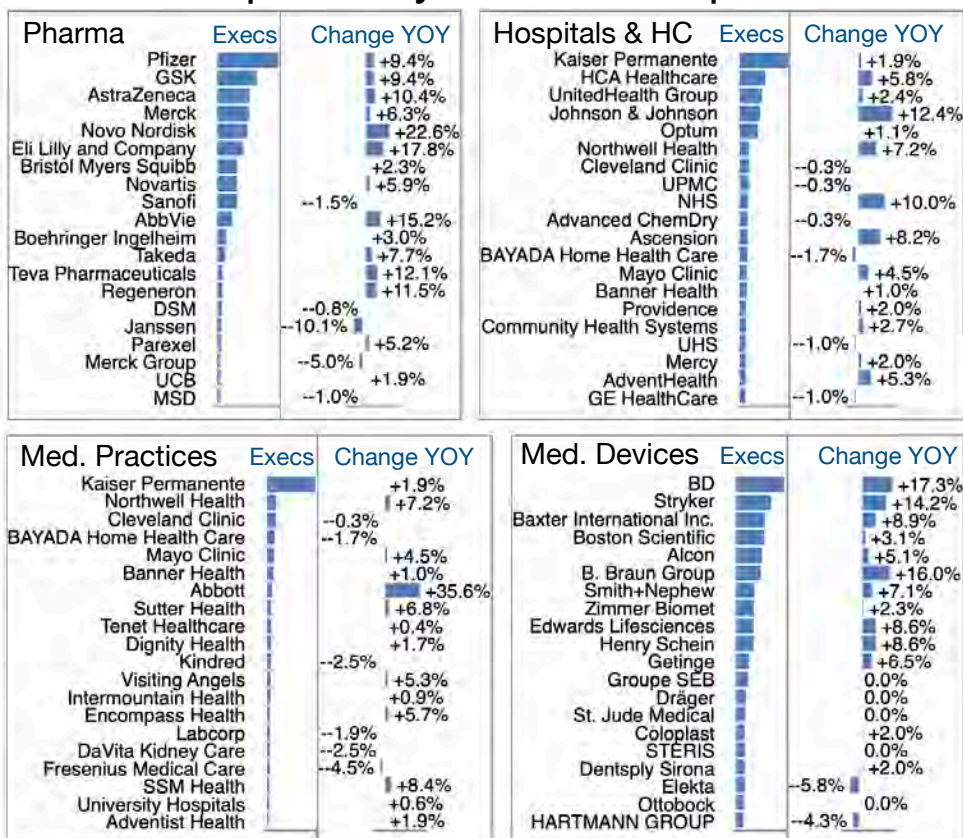 Pharma Execs Change YOY
Pfizer +9.4%
GSK +9.4%
AstraZeneca +10.4%
Merck +6.3%
Novo Nordisk +22.6%
Eli Lilly and Company +17.8%
Bristol Myers Squibb +2.3%
Novartis +5.9%
Sanofi --1.5%
AbbVie +15.2%
Boehringer Ingelheim +3.0%
Takeda +7.7%
Teva Pharmaceuticals +12.1%
Regeneron +11.5%
DSM --0.8%
Janssen --10.1%
Parexel +5.2%
Merck Group --5.0%
UCB +1.9%
MSD --1.0%
Hospitals & HC Execs Change YOY
Kaiser Permanente +1.9%
HCA Healthcare +5.8%
UnitedHealth Group +2.4%
Johnson & Johnson +12.4%
Optum +1.1%
Northwell Health +7.2%
Cleveland Clinic --0.3%
UPMC --0.3%
NHS +10.0%
Advanced ChemDry --0.3%
Ascension +8.2%
BAYADA Home Health Care --1.7%
Mayo Clinic +4.5%
Banner Health +1.0%
Providence +2.0%
Community Health Systems +2.7%
UHS --1.0%
Mercy +2.0%
AdventHealth +5.3%
GE HealthCare --1.0%
Med. Practices Execs Change YOY
Kaiser Permanente +1.9%
Northwell Health +7.2%
Cleveland Clinic --0.3%
BAYADA Home Health Care --1.7%
Mayo Clinic +4.5%
Banner Health +1.0%
Abbott +35.6%
Sutter Health +6.8%
Tenet Healthcare +0.4%
Dignity Health +1.7%
Kindred --2.5%
Visiting Angels +5.3%
Intermountain Health +0.9%
Encompass Health +5.7%
Labcorp --1.9%
DaVita Kidney Care --2.5%
Fresenius Medical Care --4.5%
SSM Health +8.4%
University Hospitals +0.6%
Adventist Health +1.9%
Med. Devices Execs Change YOY
BD +17.3%
Stryker +14.2%
Baxter International Inc. +8.9%
Boston Scientific +3.1%
Alcon +5.1%
B. Braun Group +16.0%
Smith+Nephew +7.1%
Zimmer Biomet +2.3%
Edwards Lifesciences +8.6%
Henry Schein +8.6%
Getinge +6.5%
Groupe SEB 0.0%
Dräger 0.0%
St. Jude Medical 0.0%
Coloplast +2.0%
STERIS 0.0%
Dentsply Sirona +2.0%
Elekta --5.8%
Ottobock 0.0%
HARTMANN GROUP --4.3%